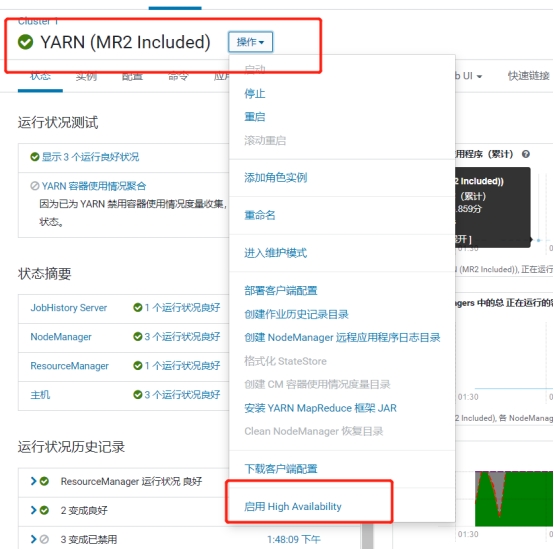 Cluster 1
YARN (MR2 Included)
操作
状态
实例
配置
命令
b UI
快速链接
启动
停止
重启
滚动重启
添加角色实例
重命名
进入维护模式
部署客户端配置
创建作业历史记录目录
创建 NodeManager 远程应用程序日志目录
格式化 StateStore
创建 CM 容器使用情况度量目录
安装 YARN MapReduce 框架 JAR
Clean NodeManager 恢复目录
下载客户端配置
启用 High Availability
运行状况测试
显示 3 个运行良好状况
YARN 容器使用情况聚合
因为已为 YARN 禁用容器使用情况度量收集，
状态。
状态摘要
JobHistory Server
1 个运行状况良好
NodeManager
3 个运行状况良好
ResourceManager
1 个运行状况良好
主机
3 个运行状况良好
运行状况历史记录
ResourceManager 运行状况 良好
2 变成良好
3 变成已禁用
1:48:09 下午
用程序（累计）
2 Included))
（累计）
.859分
开 ]
01:30
N (MR2 Included)), 正在运行
agers 中的总 正在运行的容
01:30
Included), 各 NodeManag
01:30